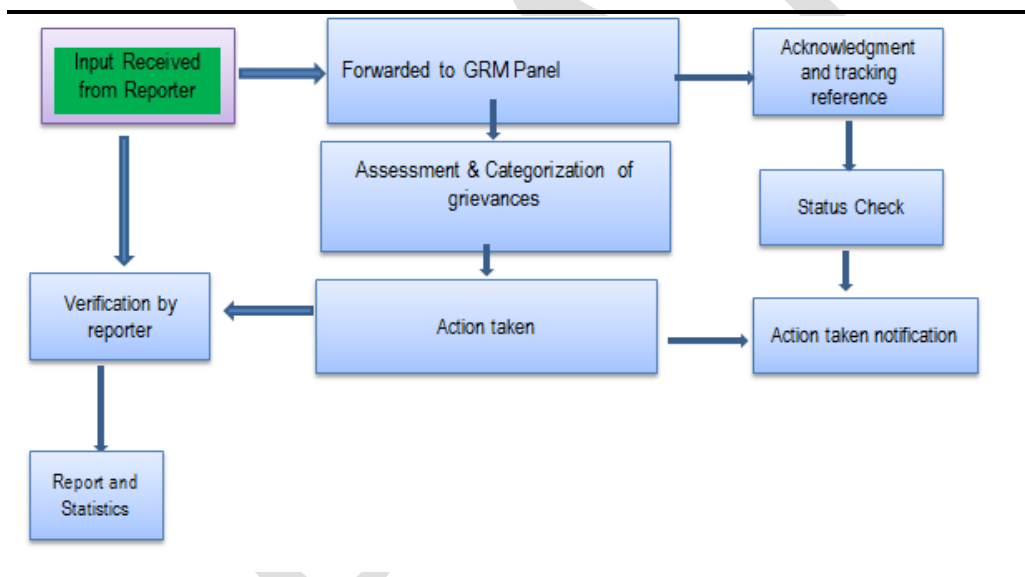 Input Received
from Reporter
Forwarded to GRM Panel
Acknowledgment
and tracking
reference
Assessment & Categorization of
grievances
Status Check
Verification by
reporter
Action taken
Action taken notification
Report and
Statistics